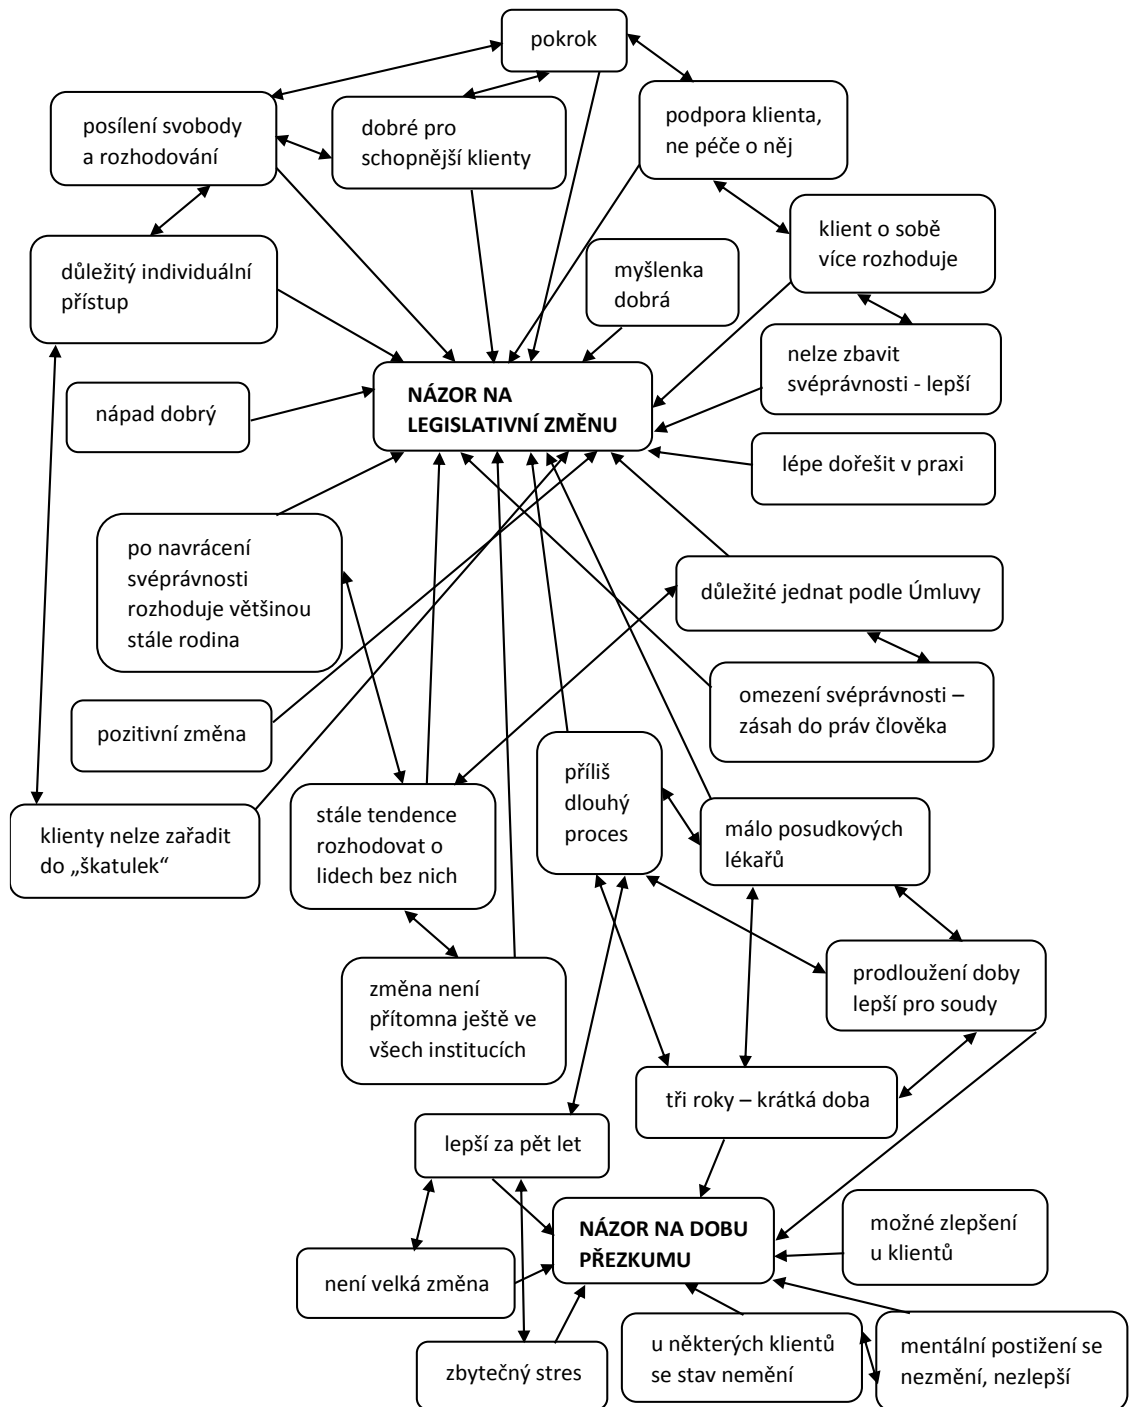 pokrok
posílení svobody
a rozhodování
dobré pro
schopnější klienty
podpora klienta,
ne péče o něj
klient o sobě
více rozhoduje
důležitý individuální
přístup
myšlenka
dobrá
nelze zbavit
svéprávnosti - lepší
nápad dobrý
NÁZOR NA
LEGISLATIVNÍ ZMĚNU
lépe dořešit v praxi
po navrácení
svéprávnosti
rozhoduje většinou
stále rodina
důležité jednat podle Úmluvy
omezení svéprávnosti –
zásah do práv člověka
pozitivní změna
příliš
dlouhý
proces
klienty nelze zařadit
do „škatulek“
stále tendence
rozhodovat o
lidech bez nich
málo posudkových
lékařů
prodloužení doby
lepší pro soudy
změna není
přítomna ještě ve
všech institucích
tři roky – krátká doba
lepší za pět let
NÁZOR NA DOBU
PŘEZKUMU
možné zlepšení
u klientů
není velká změna
zbytečný stres
u některých klientů
se stav nemění
mentální postižení se
nezmění, nezlepší